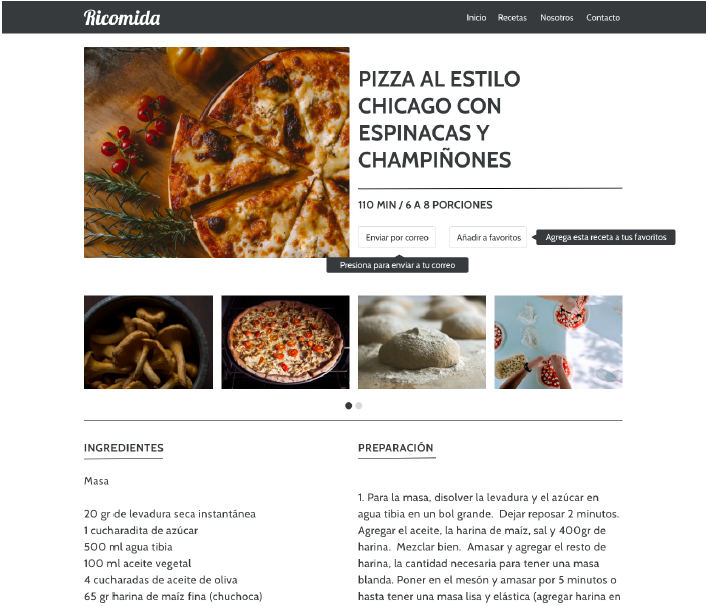 Ricomida
Inicio Recetas Nosotros Contacto
PIZZA AL ESTILO
CHICAGO CON
ESPINACAS Y
CHAMPIÑONES
110 MIN / 6 A 8 PORCIONES
Enviar por correo
Añadir a favoritos
Agrega esta receta a tus favoritos
Presiona para enviar a tu correo
INGREDIENTES
Masa
20 gr de levadura seca instantánea
1 cucharadita de azúcar
500 ml agua tibia
100 ml aceite vegetal
4 cucharadas de aceite de oliva
65 gr harina de maíz fina (chuchoca)
PREPARACIÓN
1. Para la masa, disolver la levadura y el azúcar en
agua tibia en un bol grande.  Dejar reposar 2 minutos.
Agregar el aceite, la harina de maíz, sal y 400gr de
harina.  Mezclar bien.  Amasar y agregar el resto de
harina, la cantidad necesaria para tener una masa
blanda. Poner en el mesón y amasar por 5 minutos o
hasta tener una masa lisa y elástica (agregar harina en